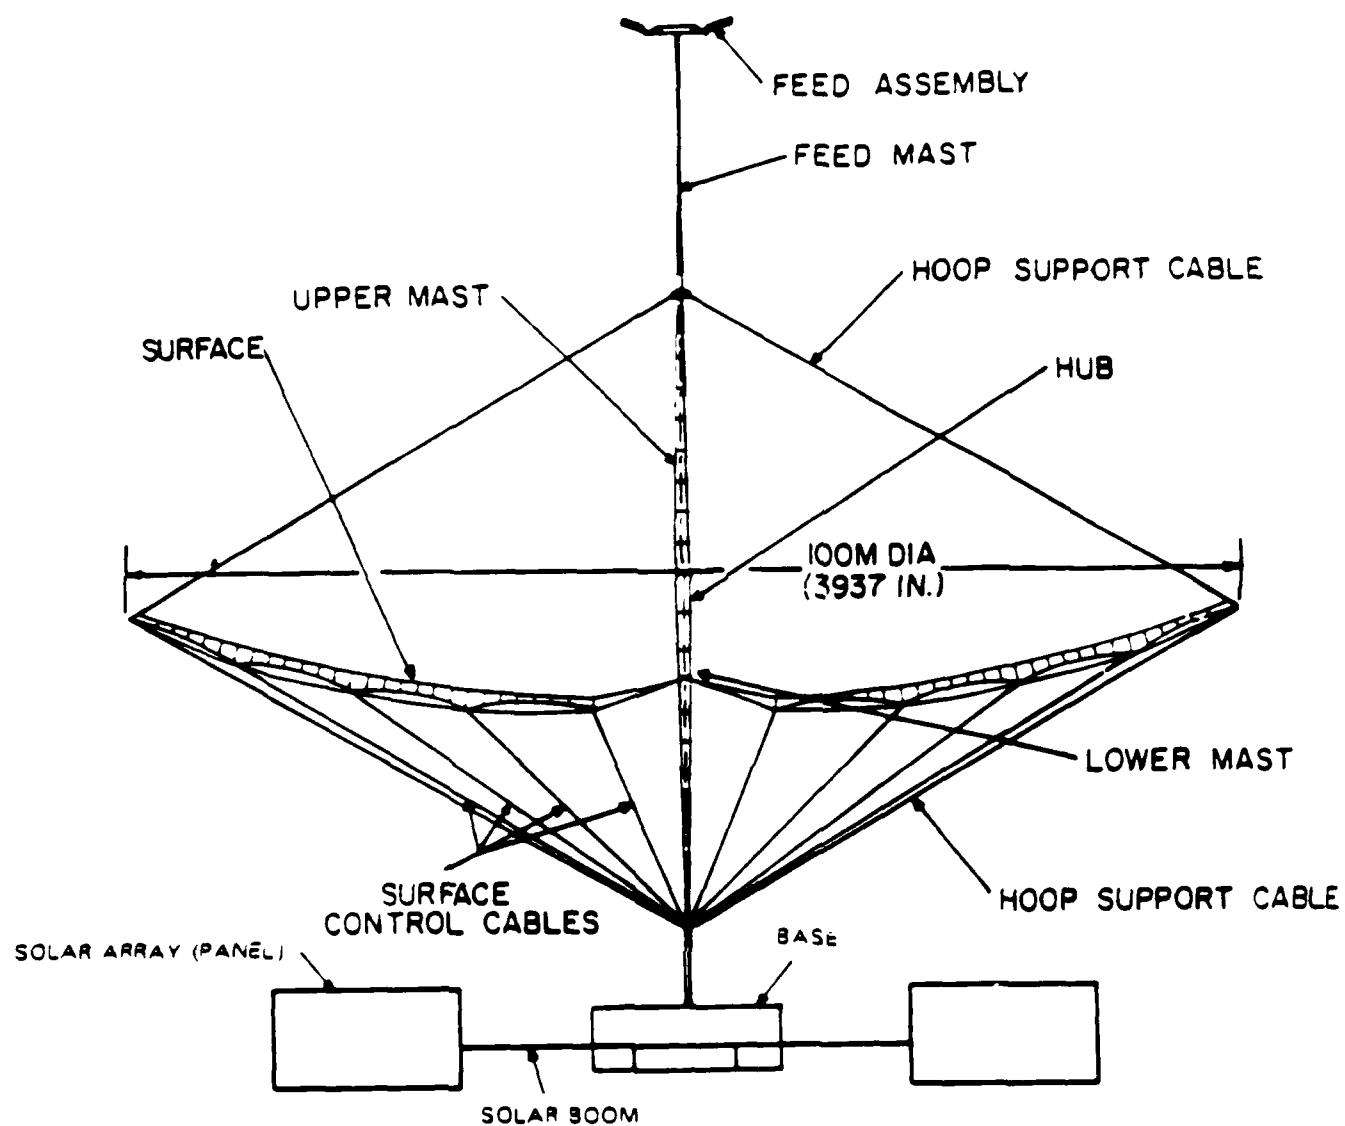 FEED ASSEMBLY
FEED MAST
HOOP SUPPORT CABLE
UPPER MAST
SURFACE
HUB
100M DIA
(3937 IN.)
LOWER MAST
SURFACE
CONTROL CABLES
HOOP SUPPORT CABLE
SOLAR ARRAY (PANEL)
BASE
SOLAR BOOM